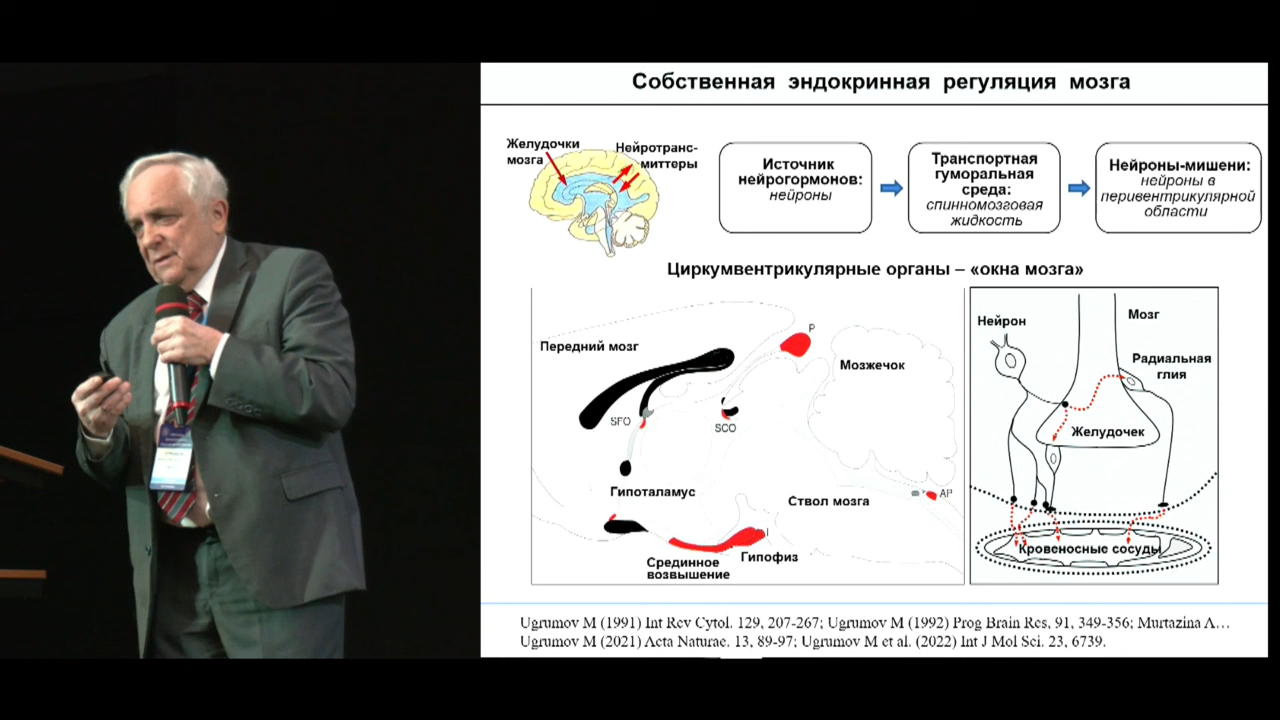 Собственная эндокринная регуляция мозга
Желудочки
мозга
Нейротранс-
миттеры
Источник
нейрогормонов:
нейроны
Транспортная
гуморальная
среда:
спинномозговая
жидкость
Нейроны-мишени:
нейроны в
перивентрикулярной
области
Циркумвентрикулярные органы – «окна мозга»
Передний мозг
P
Мозжечок
SFO
SCO
Гипоталамус
Ствол мозга
AP
Срединное
возвышение
Гипофиз
Нейрон
Мозг
Радиальная
глия
Желудочек
Кровеносные сосуды
Ugrumov M (1991) Int Rev Cytol. 129, 207-267; Ugrumov M (1992) Prog Brain Res, 91, 349-356; Murtazina A…
Ugrumov M (2021) Acta Naturae. 13, 89-97; Ugrumov M et al. (2022) Int J Mol Sci. 23, 6739.